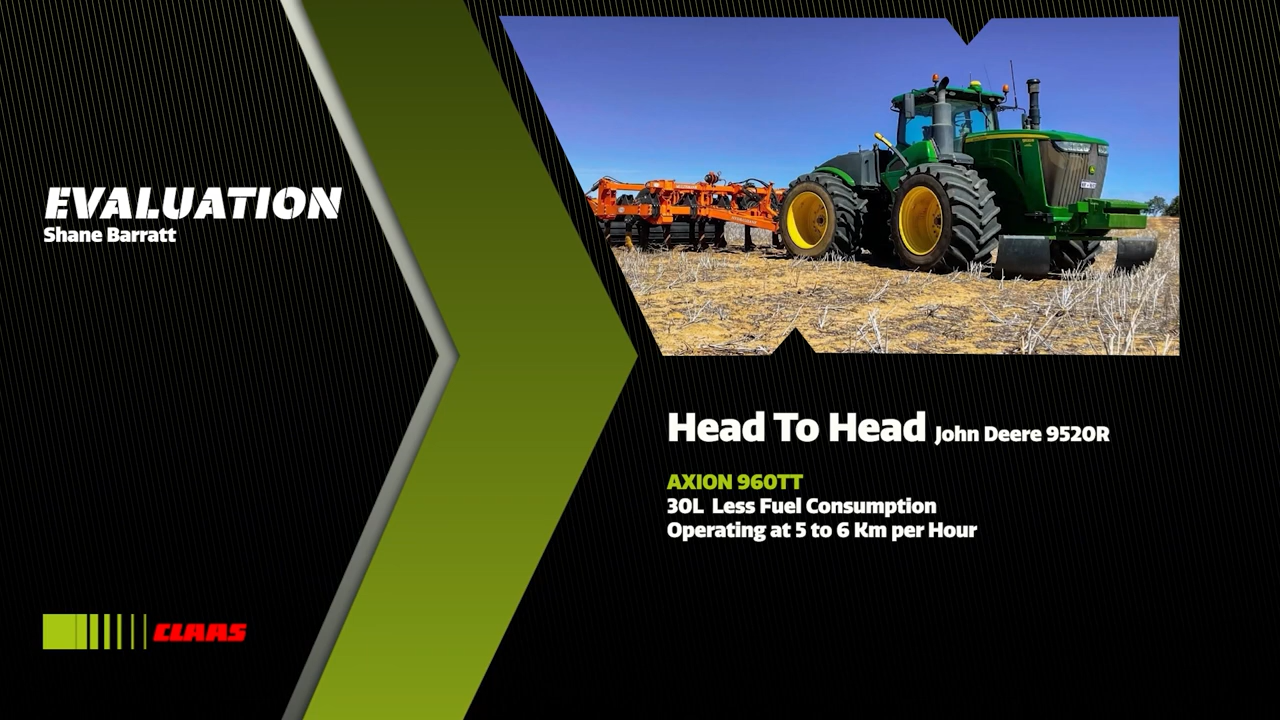 EVALUATION
Shane Barratt
Head To Head John Deere 9520R
AXION 960TT
30L Less Fuel Consumption
Operating at 5 to 6 Km per Hour
CLAAS